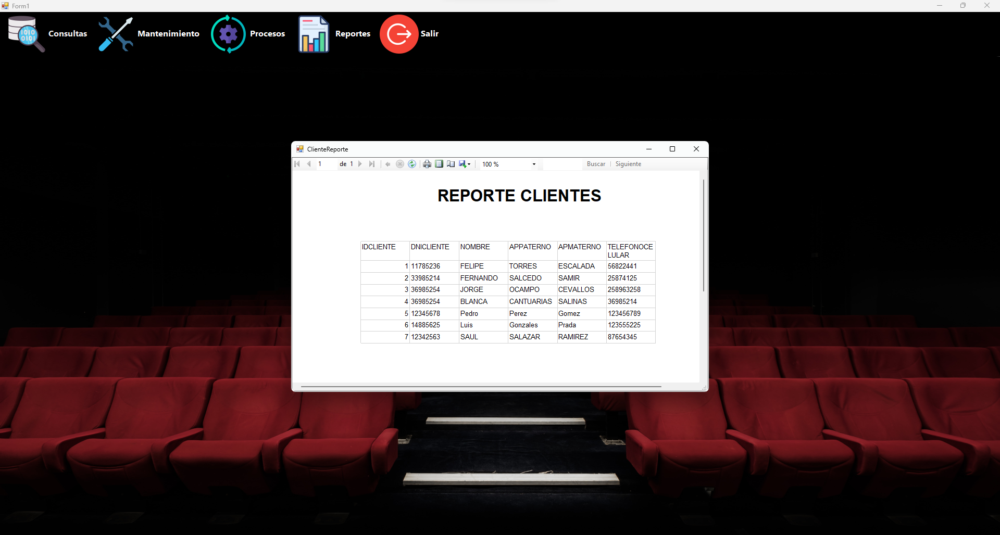 Form1
Consultas Mantenimiento Procesos Reportes Salir
ClienteReporte
1 de 1 100 % Buscar Siguiente
REPORTE CLIENTES
IDCLIENTE DNICLIENTE NOMBRE APPATERNO APMATERNO TELEFONOCE
LULAR
1 11785236 FELIPE TORRES ESCALADA 56822441
2 33985214 FERNANDO SALCEDO SAMIR 25874125
3 36985254 JORGE OCAMPO CEVALLOS 258963258
4 36985254 BLANCA CANTUARIAS SALINAS 36985214
5 12345678 Pedro Perez Gomez 123456789
6 14885625 Luis Gonzales Prada 123555225
7 12342563 SAUL SALAZAR RAMIREZ 87654345